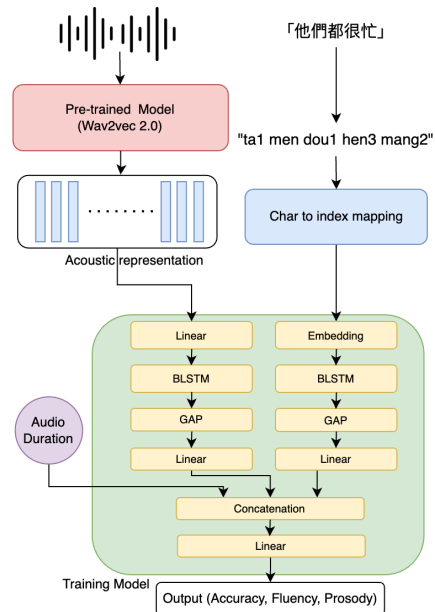 「他們都很忙」
Pre-trained Model
(Wav2vec 2.0)
"ta1 men dou1 hen3 mang2"
Char to index mapping
Acoustic representation
Linear
BLSTM
GAP
Linear
Embedding
BLSTM
GAP
Linear
Audio
Duration
Concatenation
Linear
Training Model
Output (Accuracy, Fluency, Prosody)